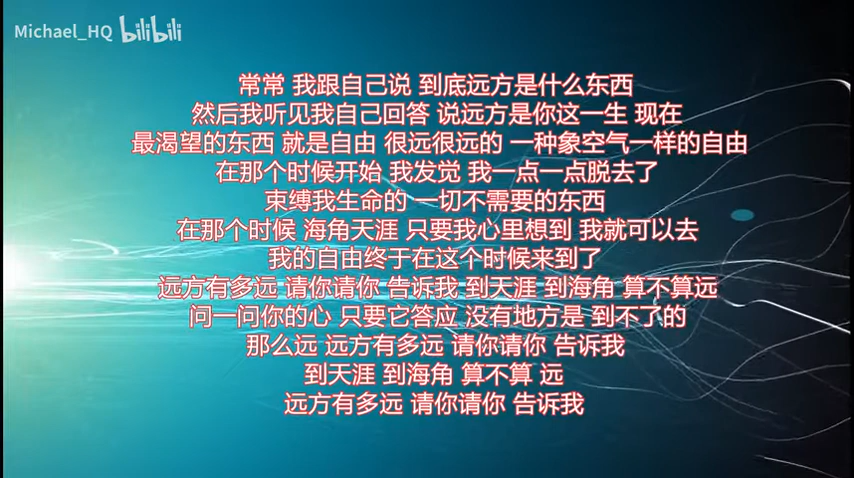 Michael_HQ bilibili
常常 我跟自己说 到底远方是什么东西
然后我听见我自己回答 说远方是你这一生 现在
最渴望的东西 就是自由 很远很远的 一种象空气一样的自由
在那个时候开始 我发觉 我一点一点脱去了
束缚我生命的 一切不需要的东西
在那个时候 海角天涯 只要我心里想到 我就可以去
我的自由终于在这个时候来到了
远方有多远 请你请你 告诉我 到天涯 到海角 算不算远
问一问你的心 只要它答应 没有地方是 到不了的
那么远 远方有多远 请你请你 告诉我
到天涯 到海角 算不算 远
远方有多远 请你请你 告诉我